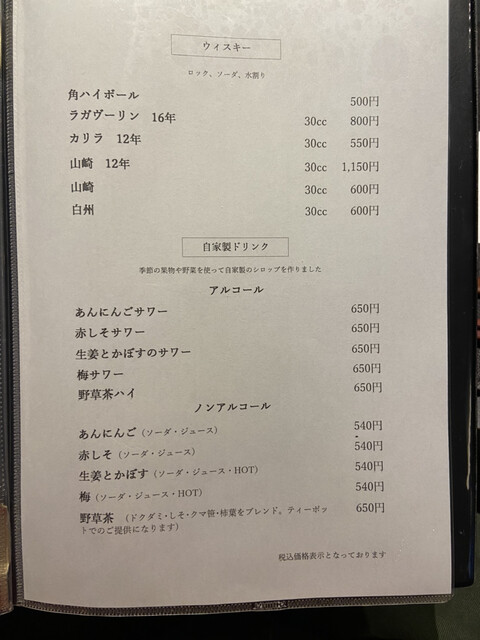 ウィスキー
ロック、ソーダ、水割り
角ハイボール 500円
ラガヴーリン 16年 30cc 800円
カリラ 12年 30cc 550円
山崎 12年 30cc 1,150円
山崎 30cc 600円
白州 30cc 600円
自家製ドリンク
季節の果物や野菜を使って自家製のシロップを作りました
アルコール
あんにんごサワー 650円
赤しそサワー 650円
生姜とかぼすのサワー 650円
梅サワー 650円
野草茶ハイ 650円
ノンアルコール
あんにんご（ソーダ・ジュース） 540円
赤しそ（ソーダ・ジュース） 540円
生姜とかぼす（ソーダ・ジュース・HOT） 540円
梅（ソーダ・ジュース・HOT） 540円
野草茶 （ドクダミ・しそ・クマ笹・柿葉をブレンド。ティーポッ 650円
トでのご提供になります）
税込価格表示となっております